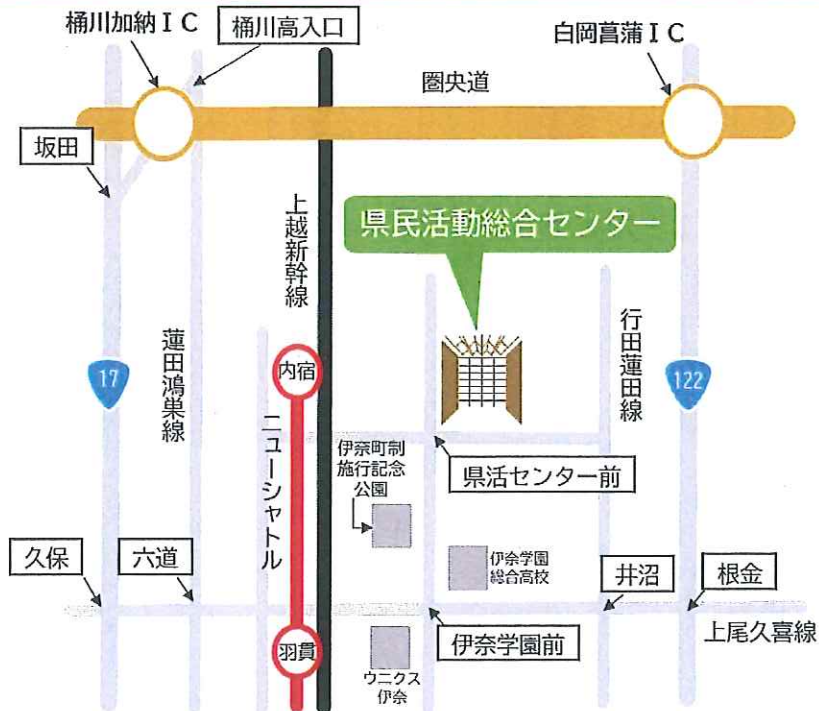 桶川加納IC
桶川高入口
白岡菖蒲IC
圏央道
坂田
上越新幹線
県民活動総合センター
蓮田鴻巣線
行田蓮田線
17
内宿
122
ニューシャトル
伊奈町制
施行記念
公園
県活センター前
久保
六道
伊奈学園
総合高校
井沼
根金
羽貫
ウニクス
伊奈
伊奈学園前
上尾久喜線